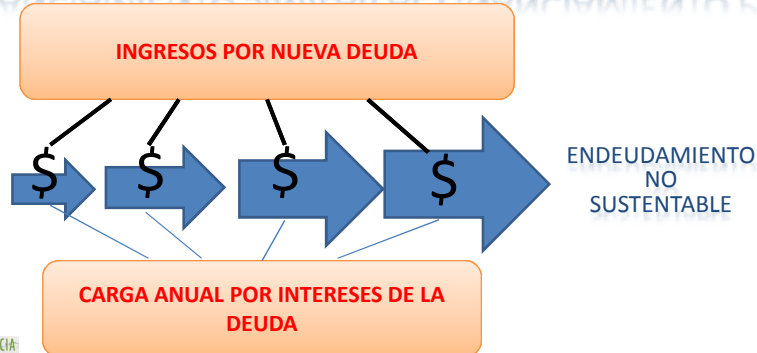 INGRESOS POR NUEVA DEUDA
$ $ $ $
ENDEUDAMIENTO
NO
SUSTENTABLE
CARGA ANUAL POR INTERESES DE LA
DEUDA